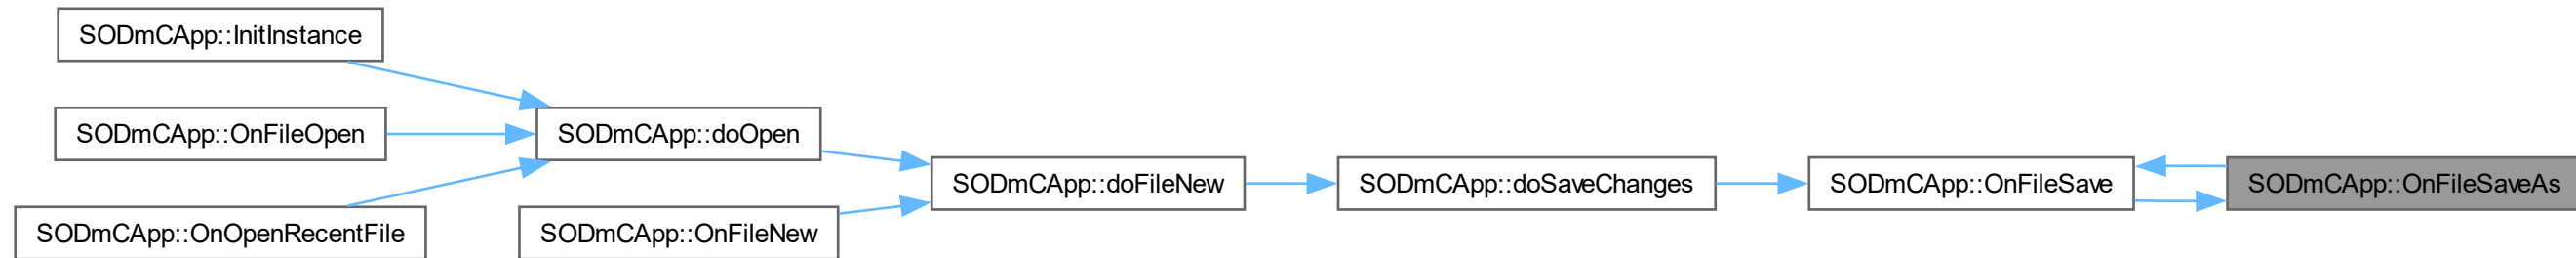 SODmCApp::InitInstance
SODmCApp::OnFileOpen
SODmCApp::OnOpenRecentFile
SODmCApp::doOpen
SODmCApp::OnFileNew
SODmCApp::doFileNew
SODmCApp::doSaveChanges
SODmCApp::OnFileSave
SODmCApp::OnFileSaveAs